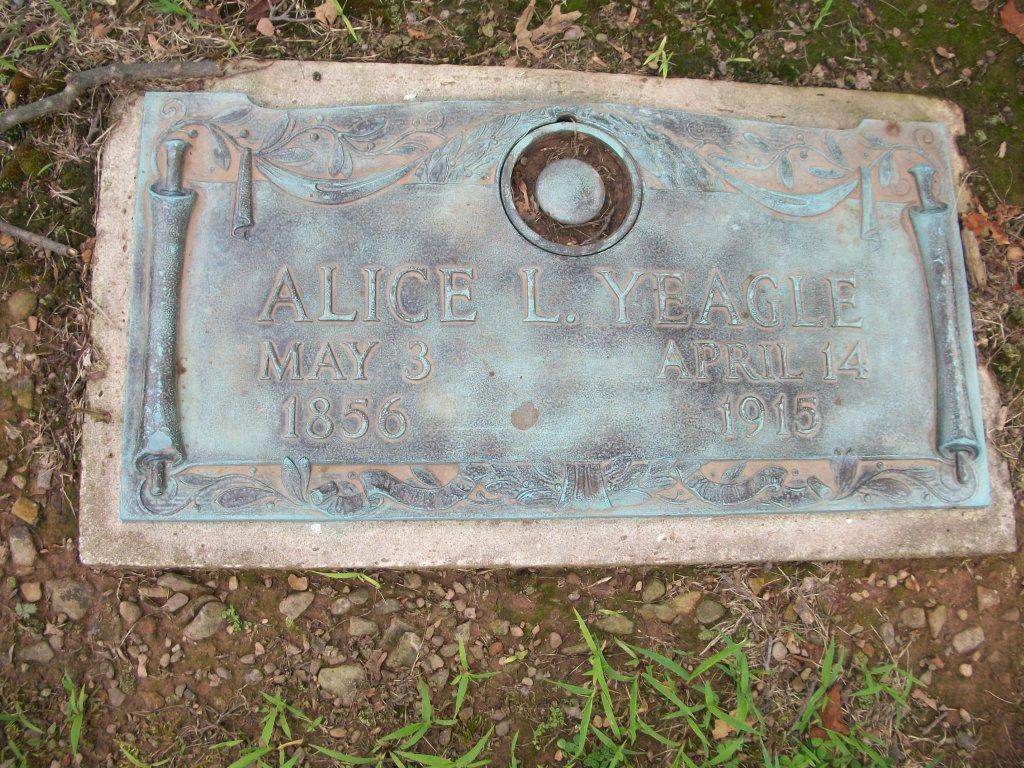 ALICE L. YEAGLE
MAY 3 APRIL 14
1856 1915